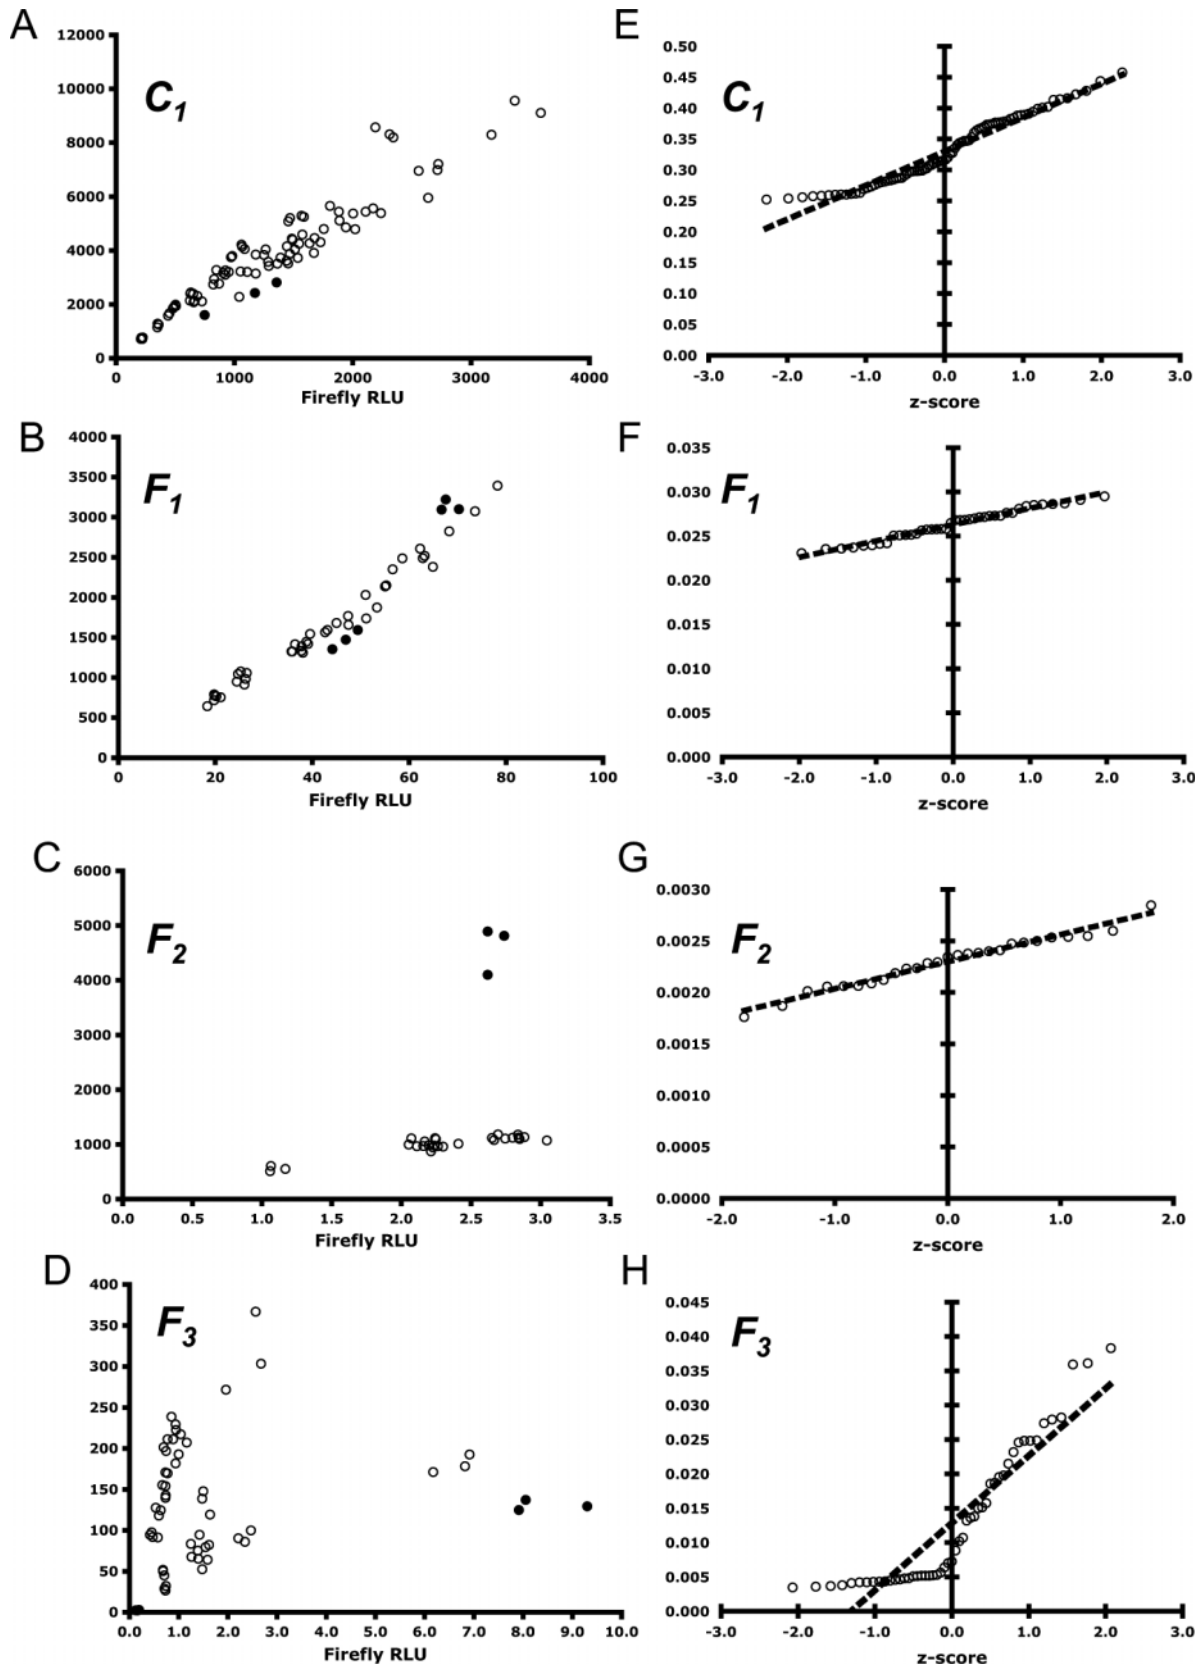 A
C1
12000
10000
8000
6000
4000
2000
0
0 1000 2000 3000 4000
Firefly RLU
E
C1
0.50
0.45
0.40
0.35
0.30
0.25
0.20
0.15
0.10
0.05
0.00
-3.0 -2.0 -1.0 0.0 1.0 2.0 3.0
z-score
B
F1
4000
3500
3000
2500
2000
1500
1000
500
0
0 20 40 60 80 100
Firefly RLU
F
F1
0.035
0.030
0.025
0.020
0.015
0.010
0.005
0.000
-3.0 -2.0 -1.0 0.0 1.0 2.0 3.0
z-score
C
F2
6000
5000
4000
3000
2000
1000
0
0.0 0.5 1.0 1.5 2.0 2.5 3.0 3.5
Firefly RLU
G
F2
0.0030
0.0025
0.0020
0.0015
0.0010
0.0005
0.0000
-2.0 -1.0 0.0 1.0 2.0
z-score
D
F3
400
350
300
250
200
150
100
50
0
0.0 1.0 2.0 3.0 4.0 5.0 6.0 7.0 8.0 9.0 10.0
Firefly RLU
H
F3
0.045
0.040
0.035
0.030
0.025
0.020
0.015
0.010
0.005
0.000
-3.0 -2.0 -1.0 0.0 1.0 2.0 3.0
z-score